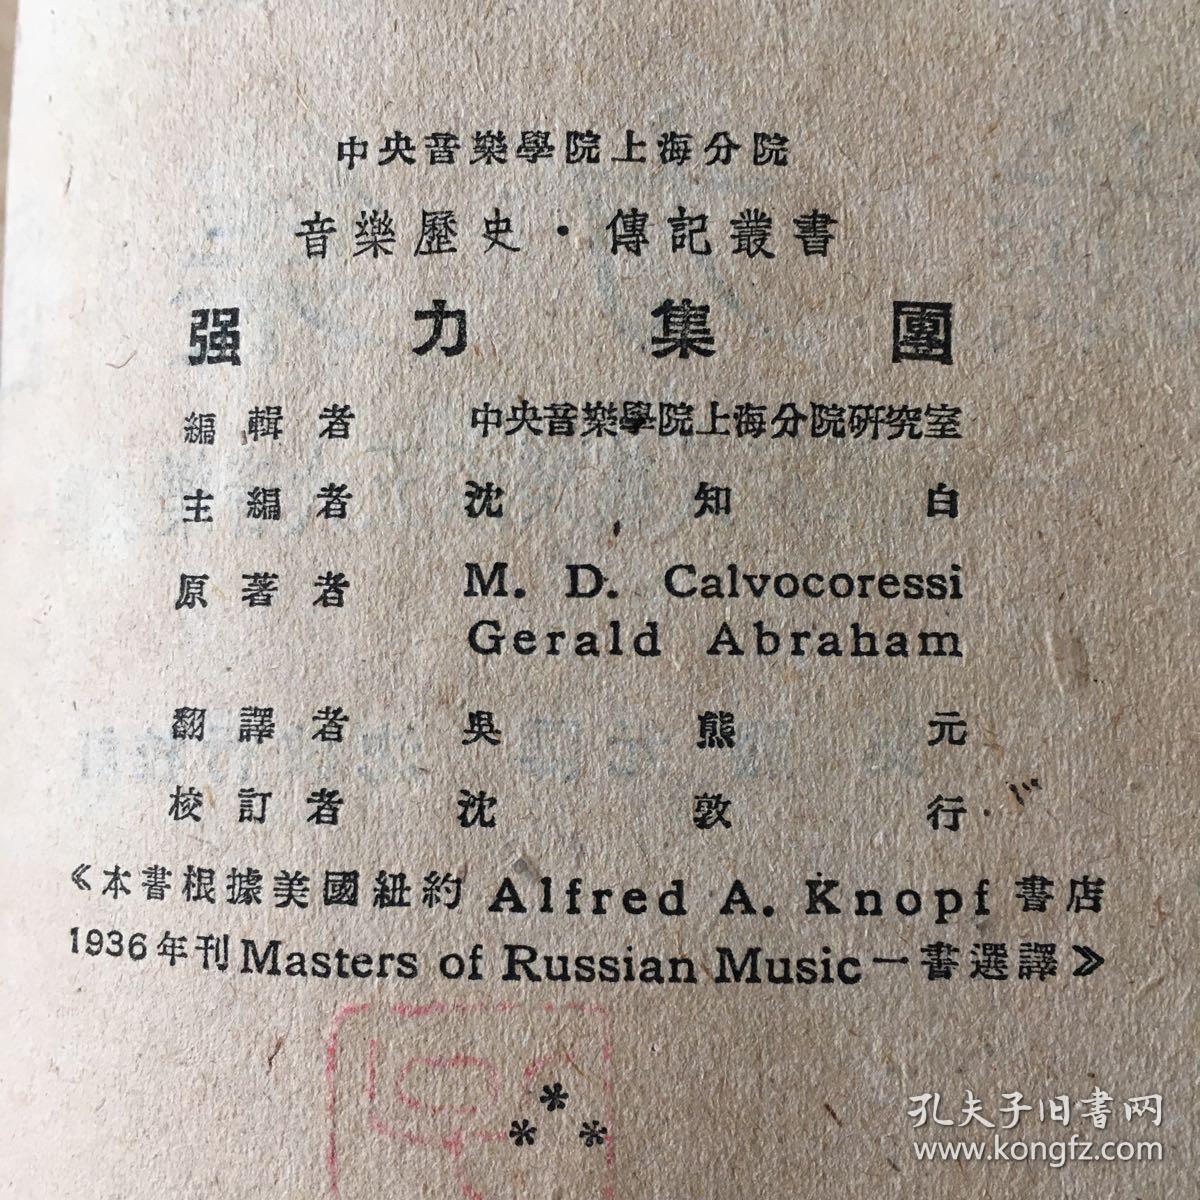 中央音樂學院上海分院
音樂歷史·傳記叢書
强力集團
編輯者 中央音樂學院上海分院研究室
主編者 沈知白
原著者 M. D. Calvocoressi
Gerald Abraham
翻譯者 吳熊元
校訂者 沈敦行
《本書根據美國紐約 Alfred A. Knopf 書店
1936年刊 Masters of Russian Music 一書選譯》
***
孔夫子旧書网
www.kongfz.com